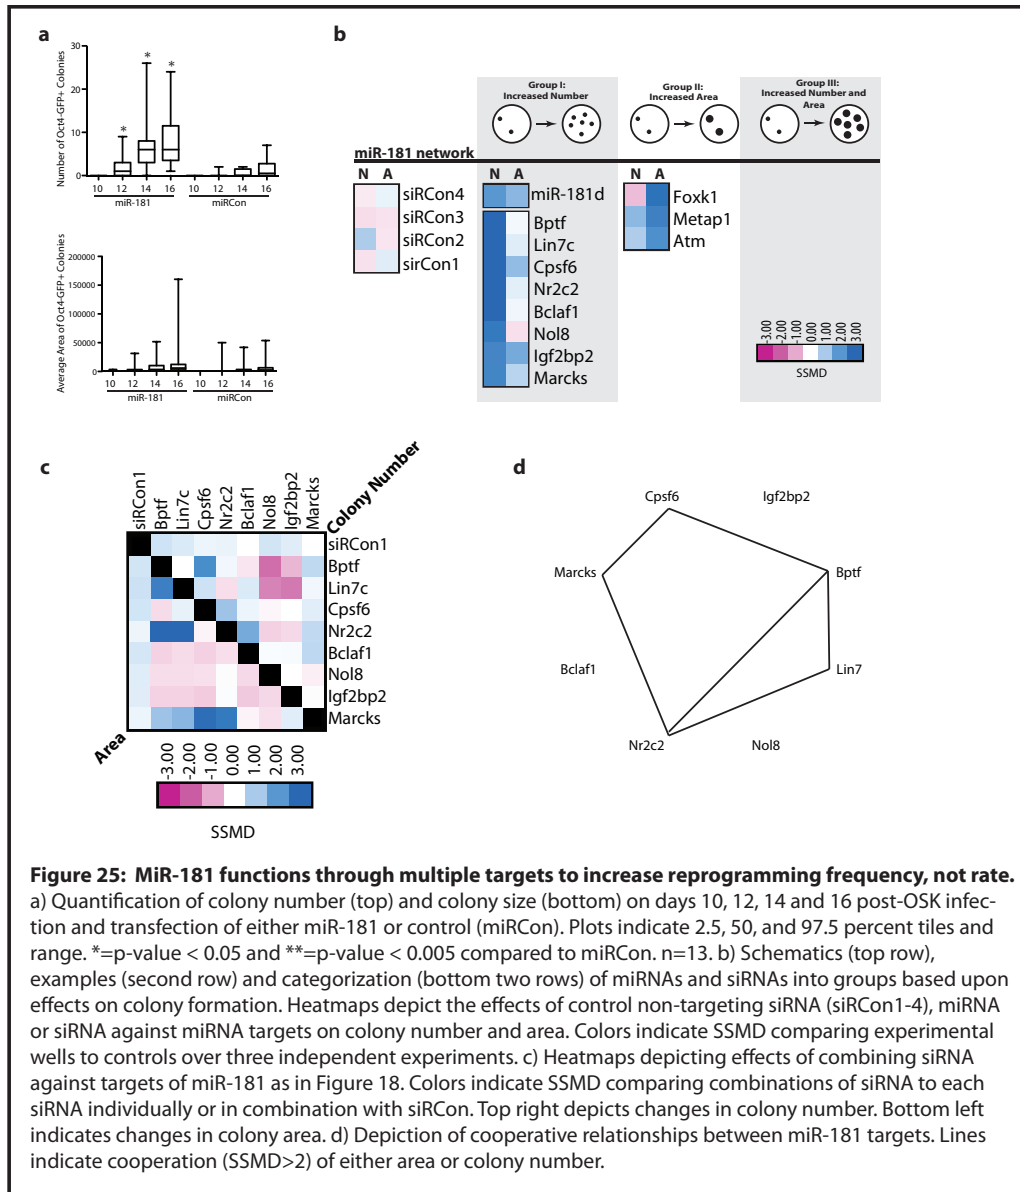 a
Number of Oct4-GFP+ Colonies
30
20
10
0
*
*
*
10 12 14 16 10 12 14 16
miR-181 miRCon
Average Area of Oct4-GFP+ Colonies
200000
150000
100000
50000
0
10 12 14 16 10 12 14 16
miR-181 miRCon
b
Group I:
Increased Number
Group II:
Increased Area
Group III:
Increased Number and
Area
miR-181 network
N A
siRCon4
siRCon3
siRCon2
sirCon1
N A
miR-181d
Bptf
Lin7c
Cpsf6
Nr2c2
Bclaf1
Nol8
Igf2bp2
Marcks
N A
Foxk1
Metap1
Atm
-3.00 -2.00 -1.00 0.00 1.00 2.00 3.00
SSMD
c
siRCon1 Bptf Lin7c Cpsf6 Nr2c2 Bclaf1 Nol8 Igf2bp2 Marcks
Colony Number
siRCon1
Bptf
Lin7c
Cpsf6
Nr2c2
Bclaf1
Nol8
Igf2bp2
Marcks
Area
-3.00 -2.00 -1.00 0.00 1.00 2.00 3.00
SSMD
d
Cpsf6 Igf2bp2
Marcks Bptf
Bclaf1 Lin7
Nr2c2 Nol8
Figure 25: MiR-181 functions through multiple targets to increase reprogramming frequency, not rate.
a) Quantification of colony number (top) and colony size (bottom) on days 10, 12, 14 and 16 post-OSK infec-
tion and transfection of either miR-181 or control (miRCon). Plots indicate 2.5, 50, and 97.5 percent tiles and
range. *=p-value < 0.05 and **=p-value < 0.005 compared to miRCon. n=13. b) Schematics (top row),
examples (second row) and categorization (bottom two rows) of miRNAs and siRNAs into groups based upon
effects on colony formation. Heatmaps depict the effects of control non-targeting siRNA (siRCon1-4), miRNA
or siRNA against miRNA targets on colony number and area. Colors indicate SSMD comparing experimental
wells to controls over three independent experiments. c) Heatmaps depicting effects of combining siRNA
against targets of miR-181 as in Figure 18. Colors indicate SSMD comparing combinations of siRNA to each
siRNA individually or in combination with siRCon. Top right depicts changes in colony number. Bottom left
indicates changes in colony area. d) Depiction of cooperative relationships between miR-181 targets. Lines
indicate cooperation (SSMD>2) of either area or colony number.